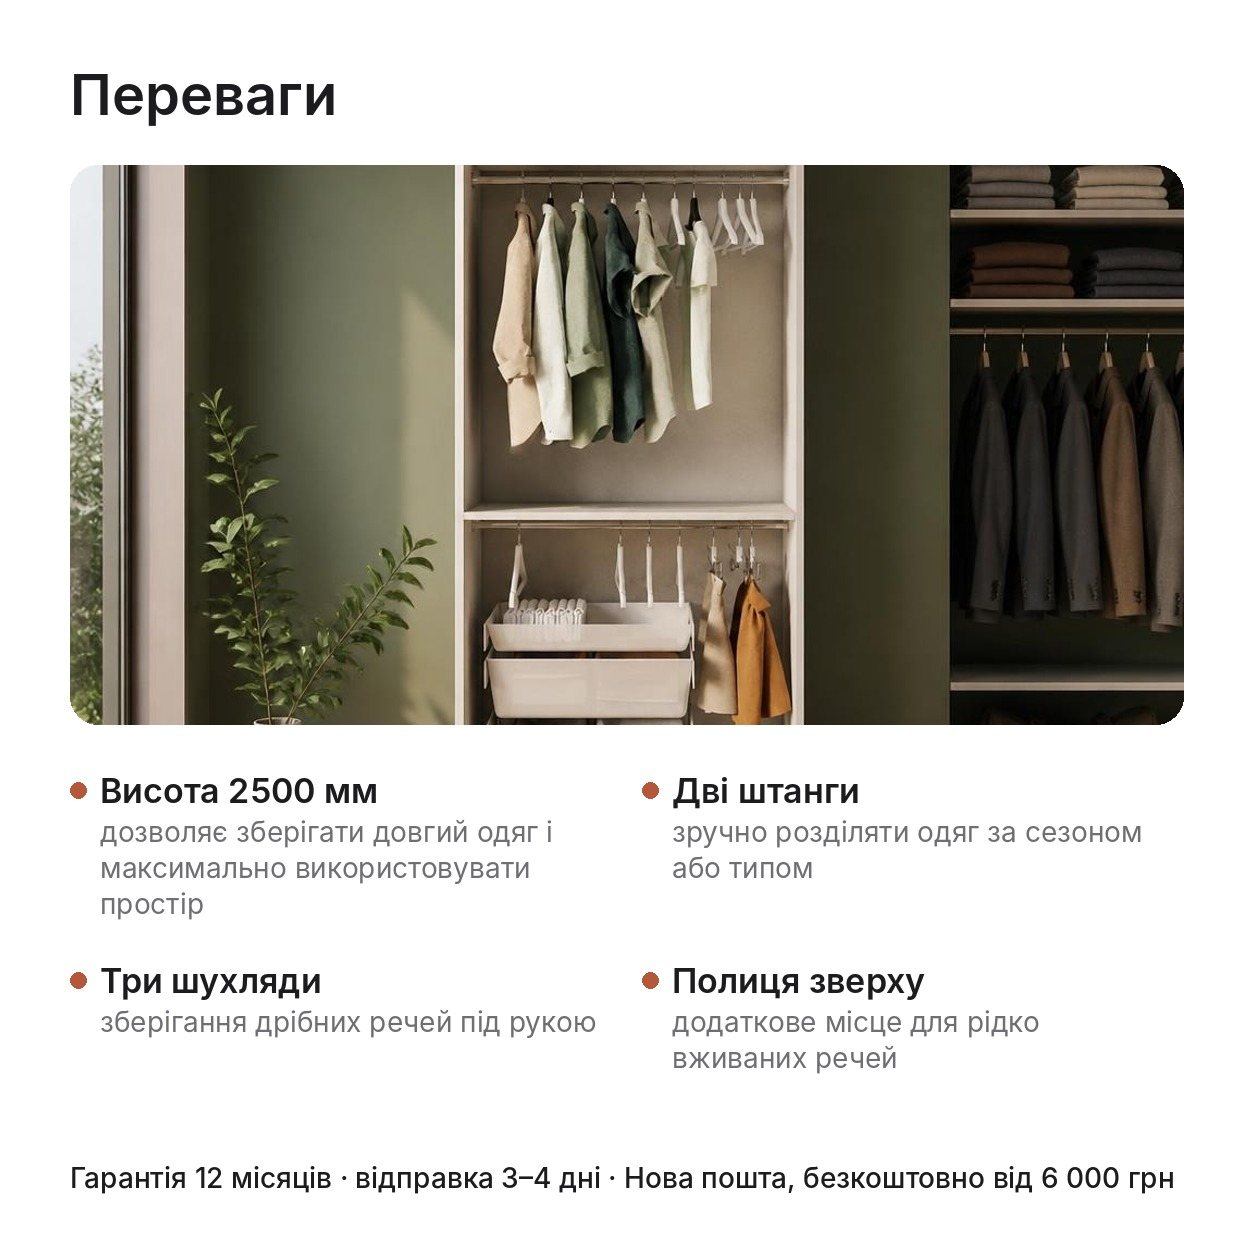 Переваги
Висота 2500 мм
дозволяє зберігати довгий одяг і
максимально використовувати
простір
Дві штанги
зручно розділяти одяг за сезоном
або типом
Три шухляди
зберігання дрібних речей під рукою
Полиця зверху
додаткове місце для рідко
вживаних речей
Гарантія 12 місяців · відправка 3–4 дні · Нова пошта, безкоштовно від 6 000 грн